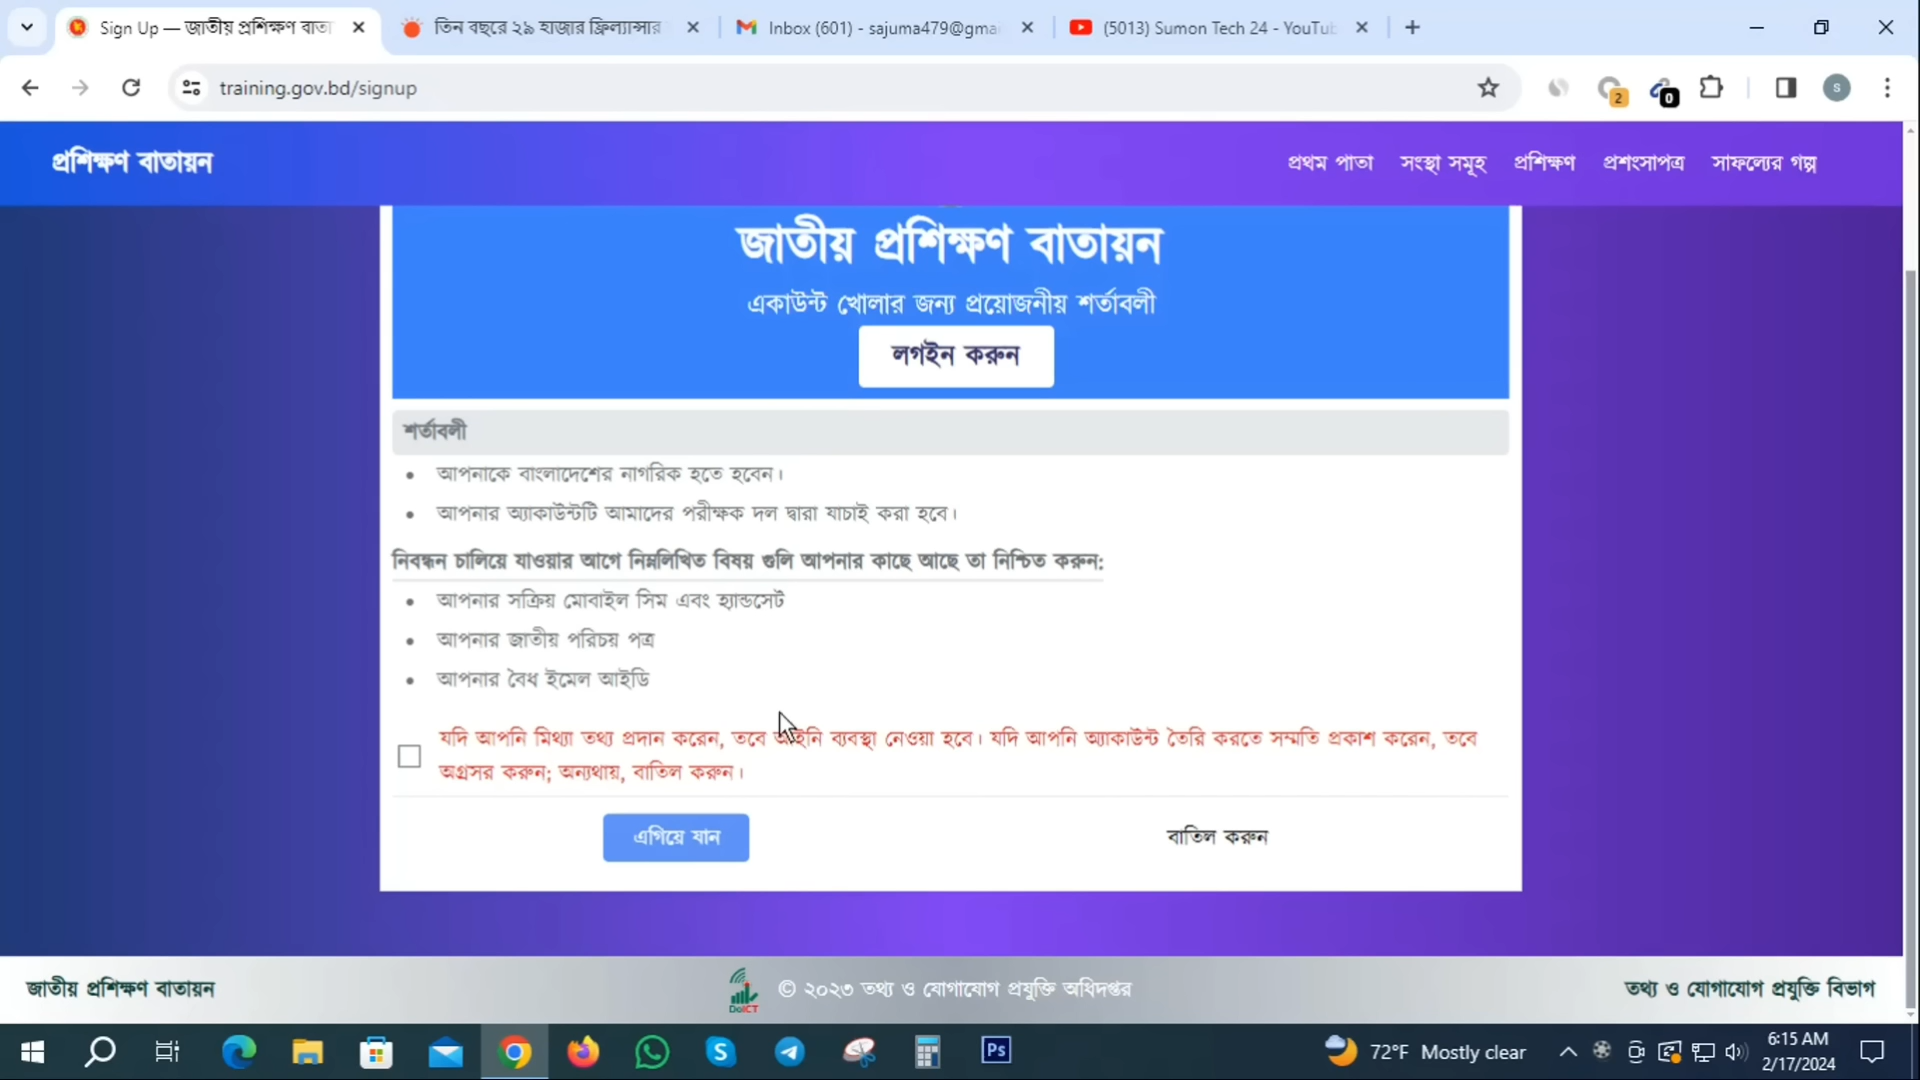 Sign Up — জাতীয় প্রশিক্ষণ বাতা
তিন বছরে ২৯ হাজার ফ্রিল্যান্সার
Inbox (601) - sajuma479@gma
(5013) Sumon Tech 24 - YouTub
training.gov.bd/signup
2
0
S
প্রশিক্ষণ বাতায়ন
প্রথম পাতা সংস্থা সমূহ প্রশিক্ষণ প্রশংসাপত্র সাফল্যের গল্প
জাতীয় প্রশিক্ষণ বাতায়ন
একাউন্ট খোলার জন্য প্রয়োজনীয় শর্তাবলী
লগইন করুন
শর্তাবলী
আপনাকে বাংলাদেশের নাগরিক হতে হবেন।
আপনার অ্যাকাউন্টটি আমাদের পরীক্ষক দল দ্বারা যাচাই করা হবে।
নিবন্ধন চালিয়ে যাওয়ার আগে নিম্নলিখিত বিষয় গুলি আপনার কাছে আছে তা নিশ্চিত করুন:
আপনার সক্রিয় মোবাইল সিম এবং হ্যান্ডসেট
আপনার জাতীয় পরিচয় পত্র
আপনার বৈধ ইমেল আইডি
যদি আপনি মিথ্যা তথ্য প্রদান করেন, তবে আইনি ব্যবস্থা নেওয়া হবে। যদি আপনি অ্যাকাউন্ট তৈরি করতে সম্মতি প্রকাশ করেন, তবে
অগ্রসর করুন; অন্যথায়, বাতিল করুন।
এগিয়ে যান
বাতিল করুন
জাতীয় প্রশিক্ষণ বাতায়ন
DoICT
© ২০২৩ তথ্য ও যোগাযোগ প্রযুক্তি অধিদপ্তর
তথ্য ও যোগাযোগ প্রযুক্তি বিভাগ
Ps
72°F Mostly clear
6:15 AM
2/17/2024